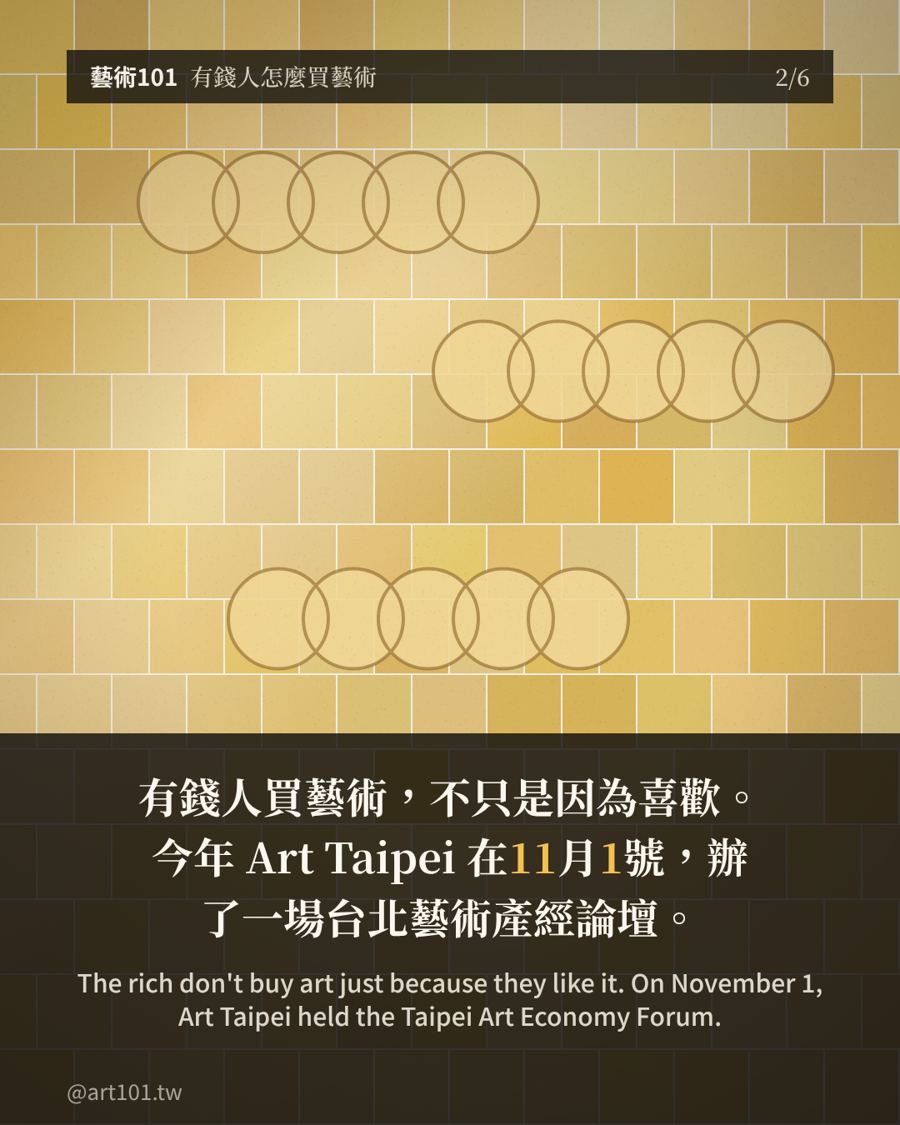 藝術101 有錢人怎麼買藝術 2/6
有錢人買藝術，不只是因為喜歡。
今年 Art Taipei 在11月1號，辦
了一場台北藝術產經論壇。
The rich don't buy art just because they like it. On November 1,
Art Taipei held the Taipei Art Economy Forum.
@art101.tw